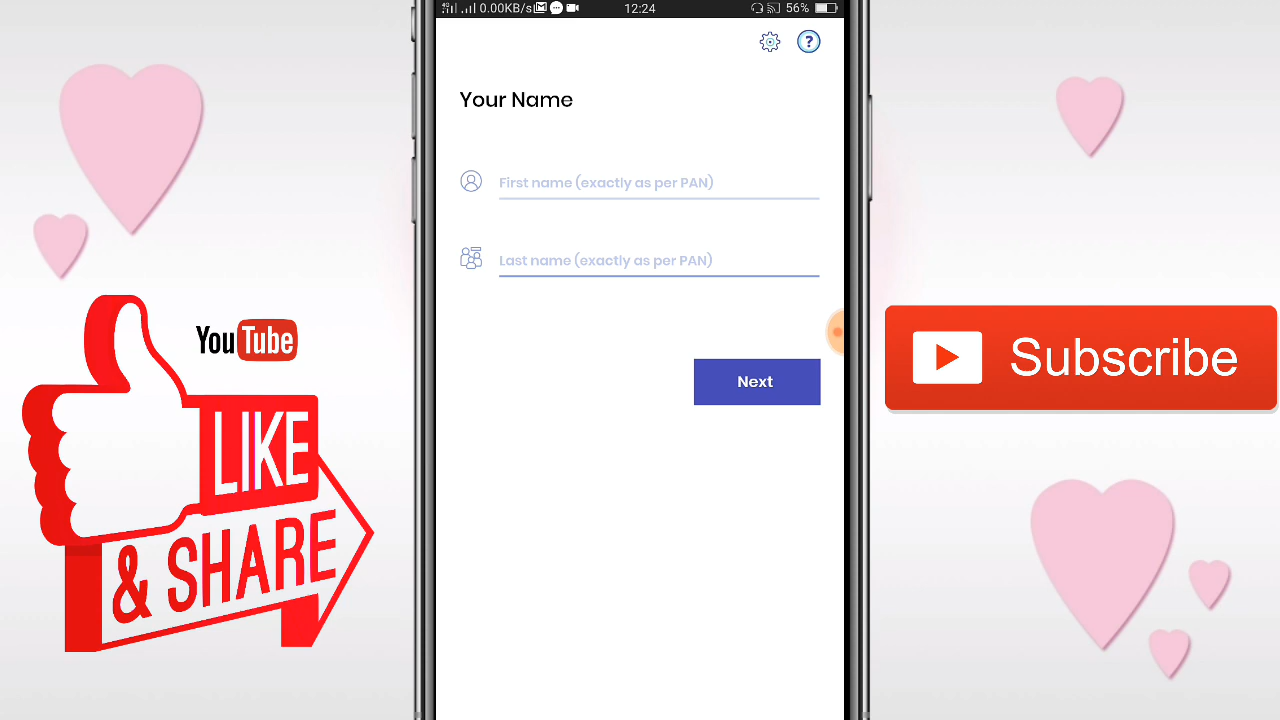 0.00KB/s
12:24
56%
?
Your Name
First name (exactly as per PAN)
Last name (exactly as per PAN)
Next
YouTube
LIKE
& SHARE
Subscribe